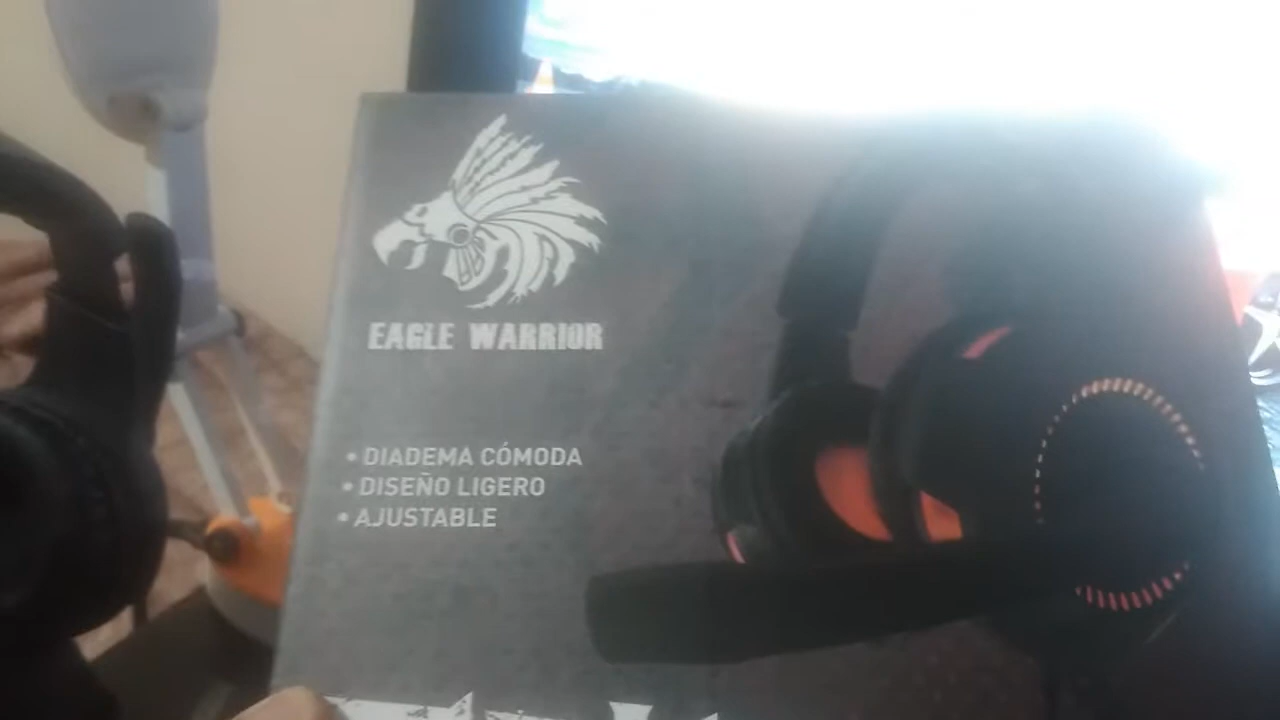 EAGLE WARRIOR
• DIADEMA CÓMODA
• DISEÑO LIGERO
• AJUSTABLE